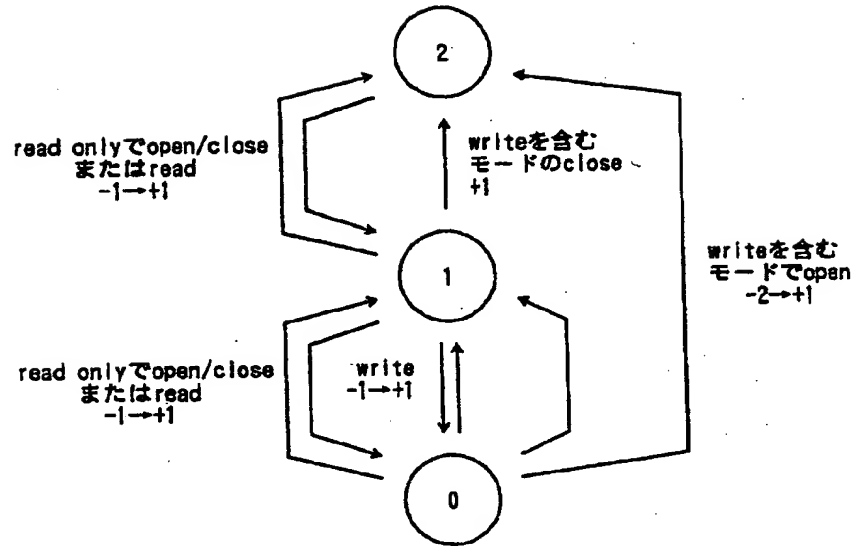 2
read onlyでopen/close
またはread
-1→+1
writeを含む
モードのclose
+1
writeを含む
モードでopen
-2→+1
1
read onlyでopen/close
またはread
-1→+1
write
-1→+1
0